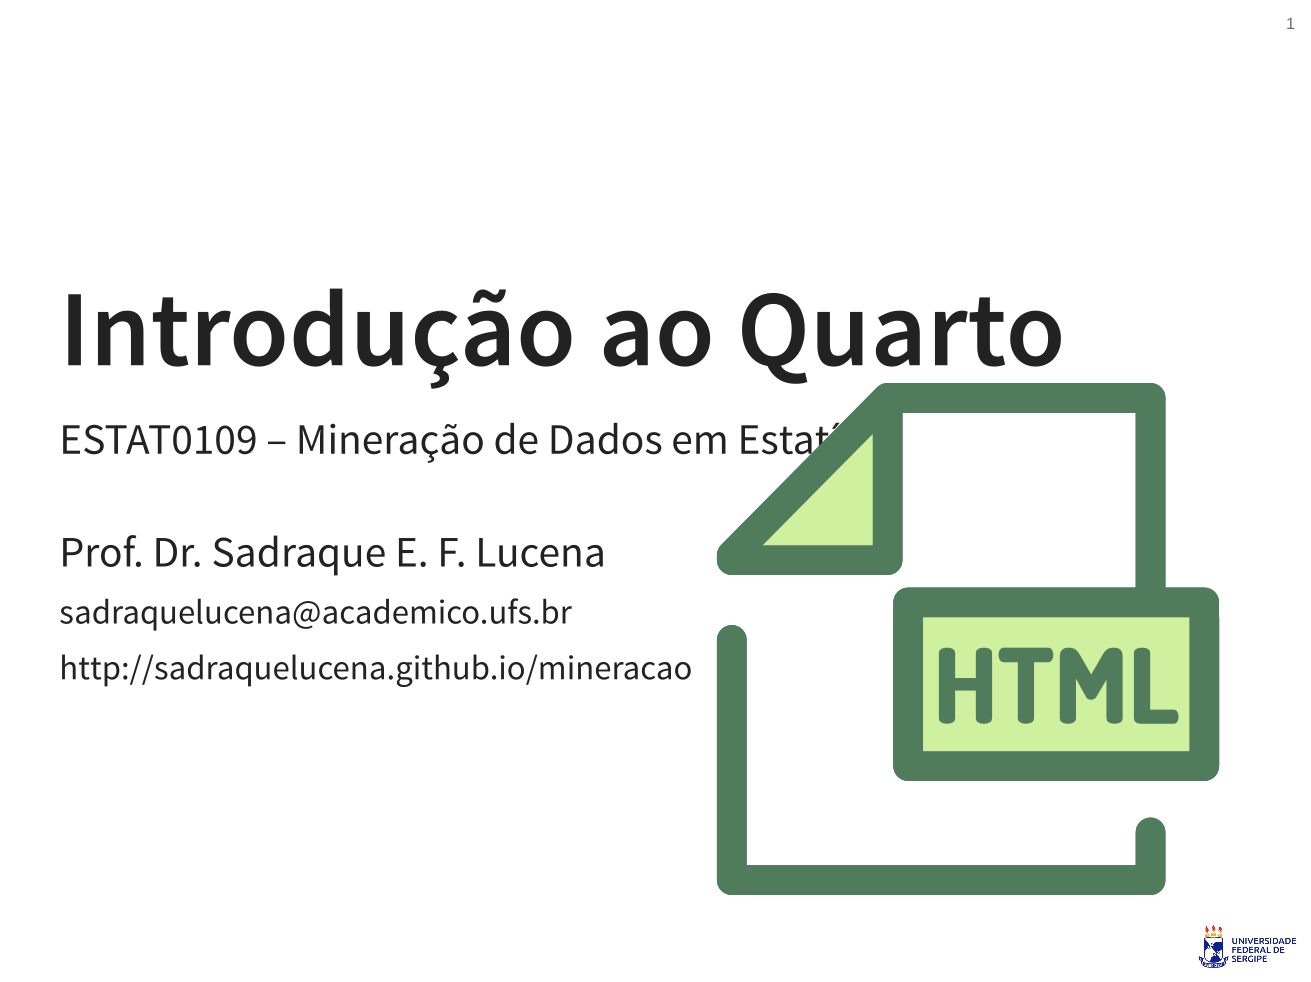 1
Introdução ao Quarto
ESTAT0109 – Mineração de Dados em
Prof. Dr. Sadraque E. F. Lucena
sadraquelucena@academico.ufs.br
http://sadraquelucena.github.io/mineracao
HTML
UNIVERSIDADE
FEDERAL DE
SERGIPE